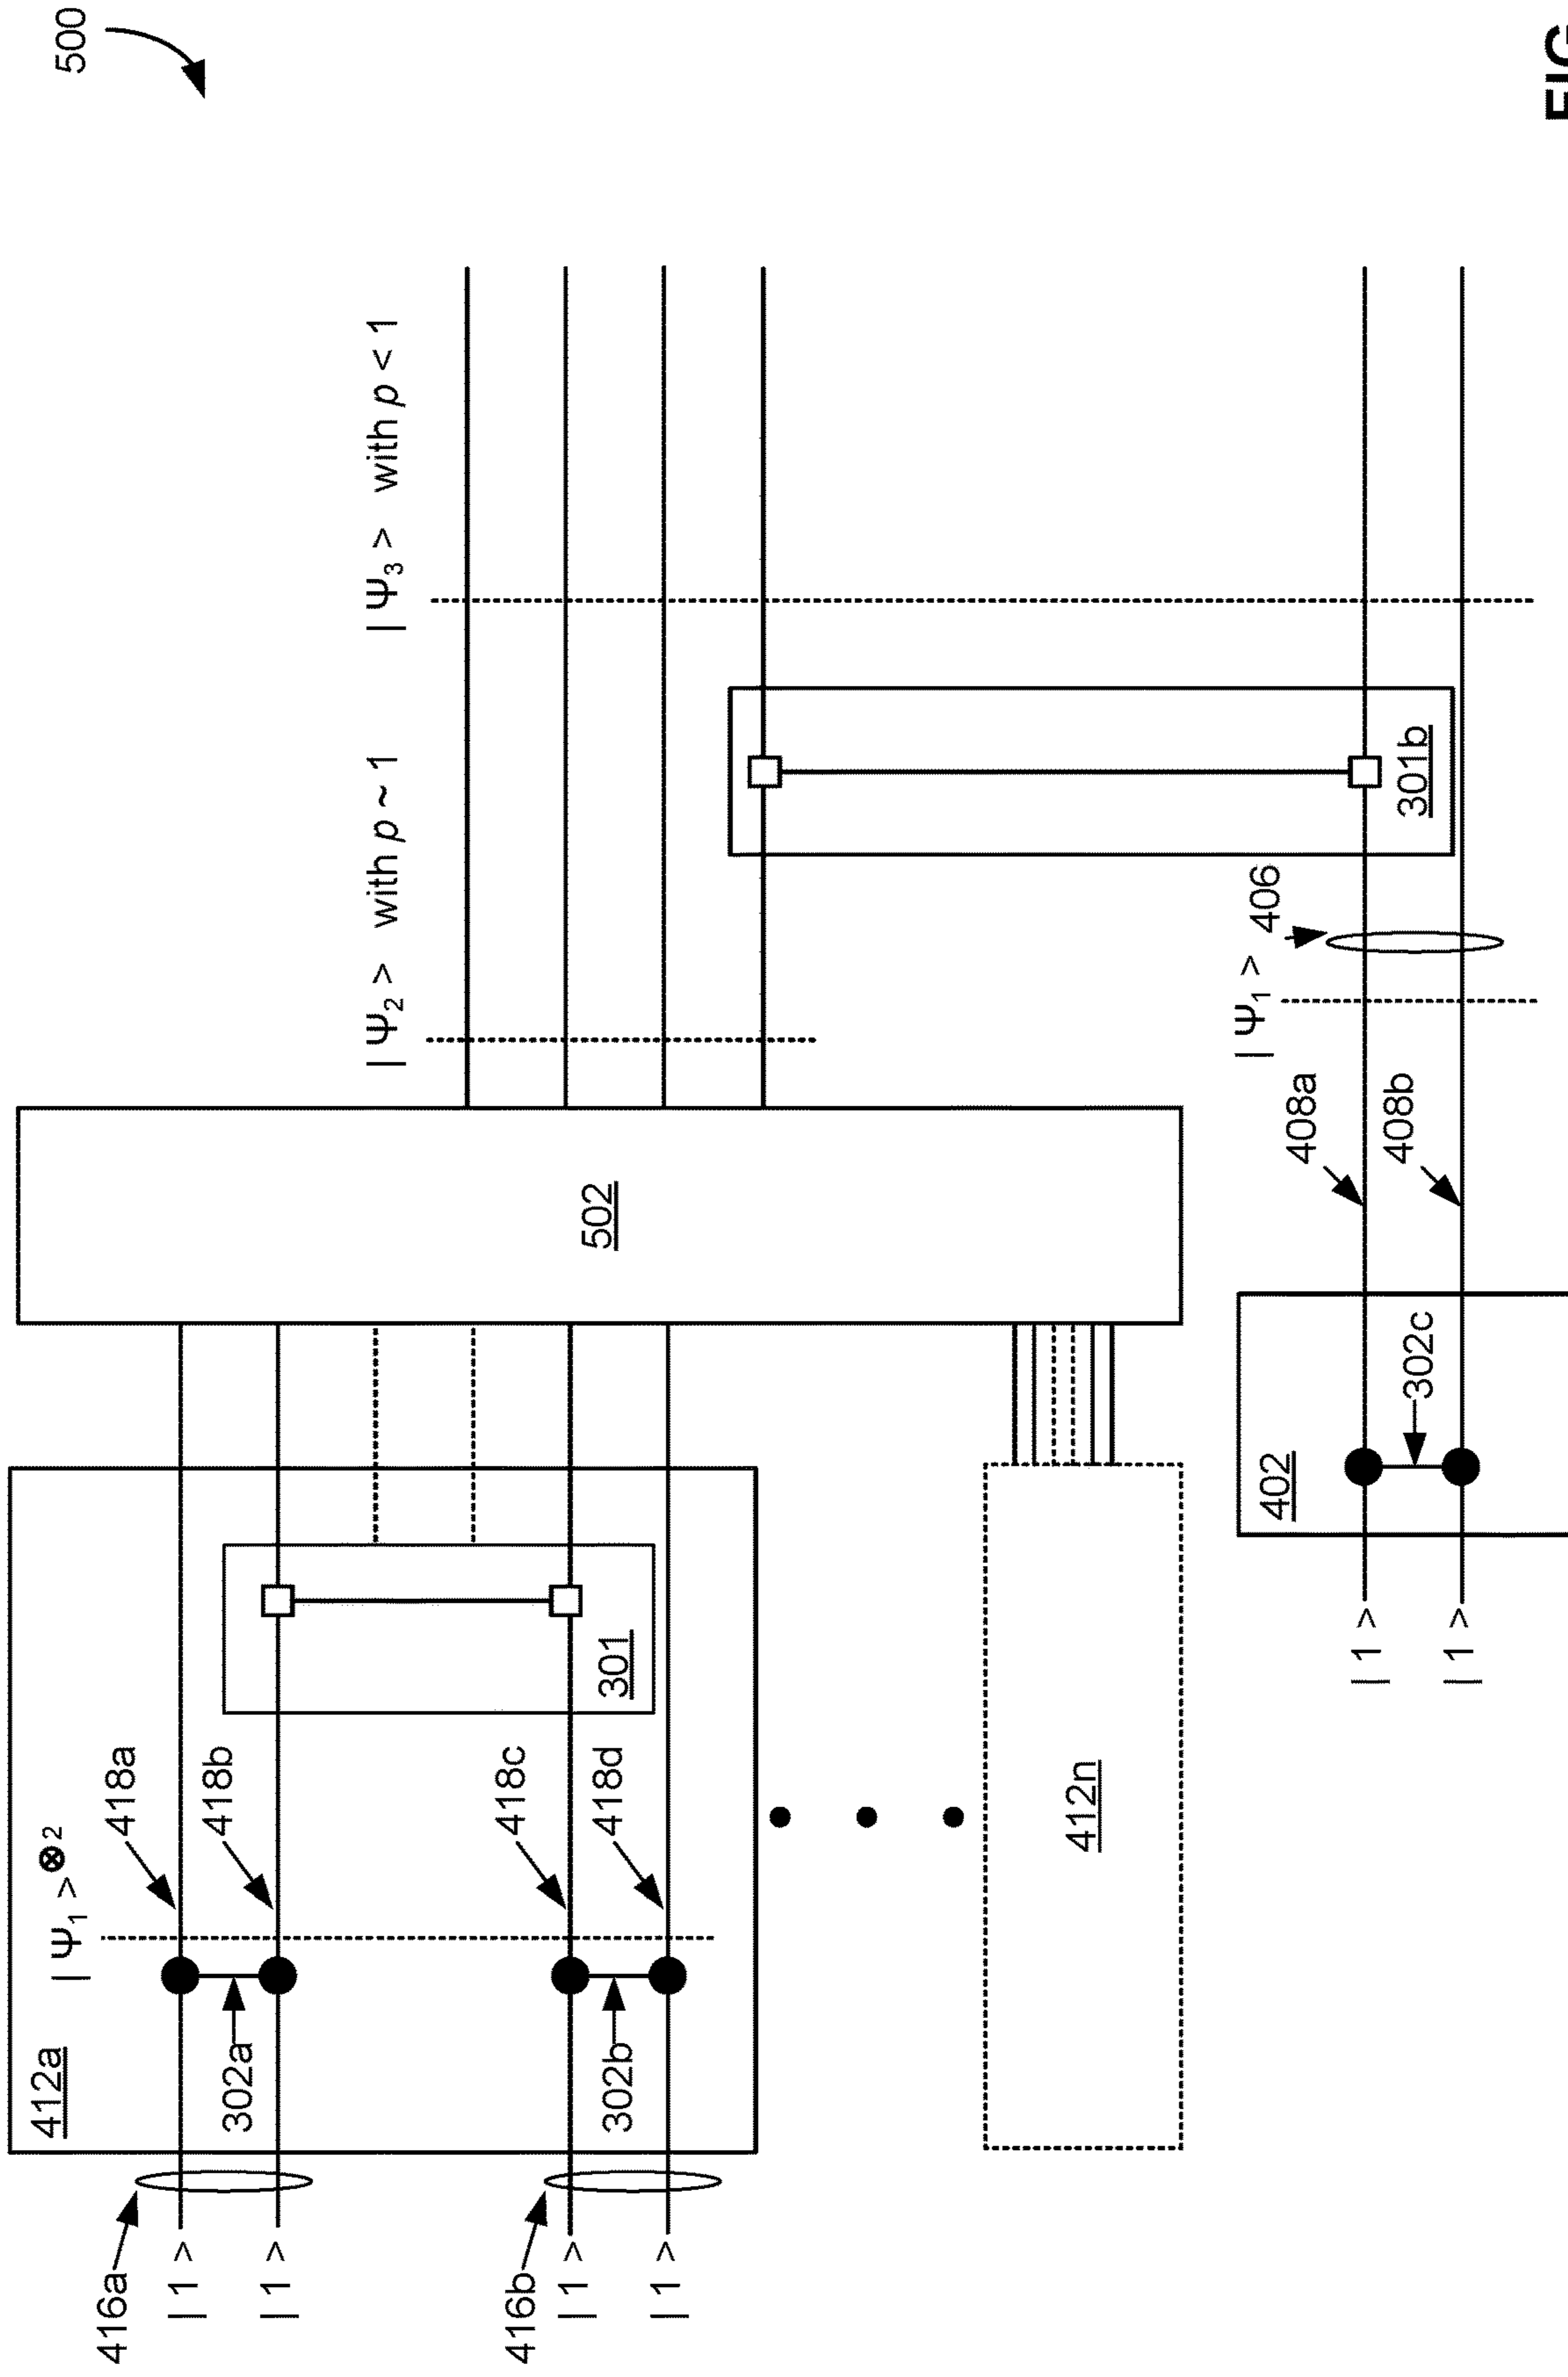 500
|Ψ₃> with p < 1
|Ψ₂> with p ~ 1
|Ψ₁>
406
301b
408a
408b
502
402
302c
|1>
|1>
412a
|Ψ₁>⊗2
418a
418b
418c
418d
301
302a
302b
416a
416b
|1>
|1>
|1>
|1>
412n
FIG